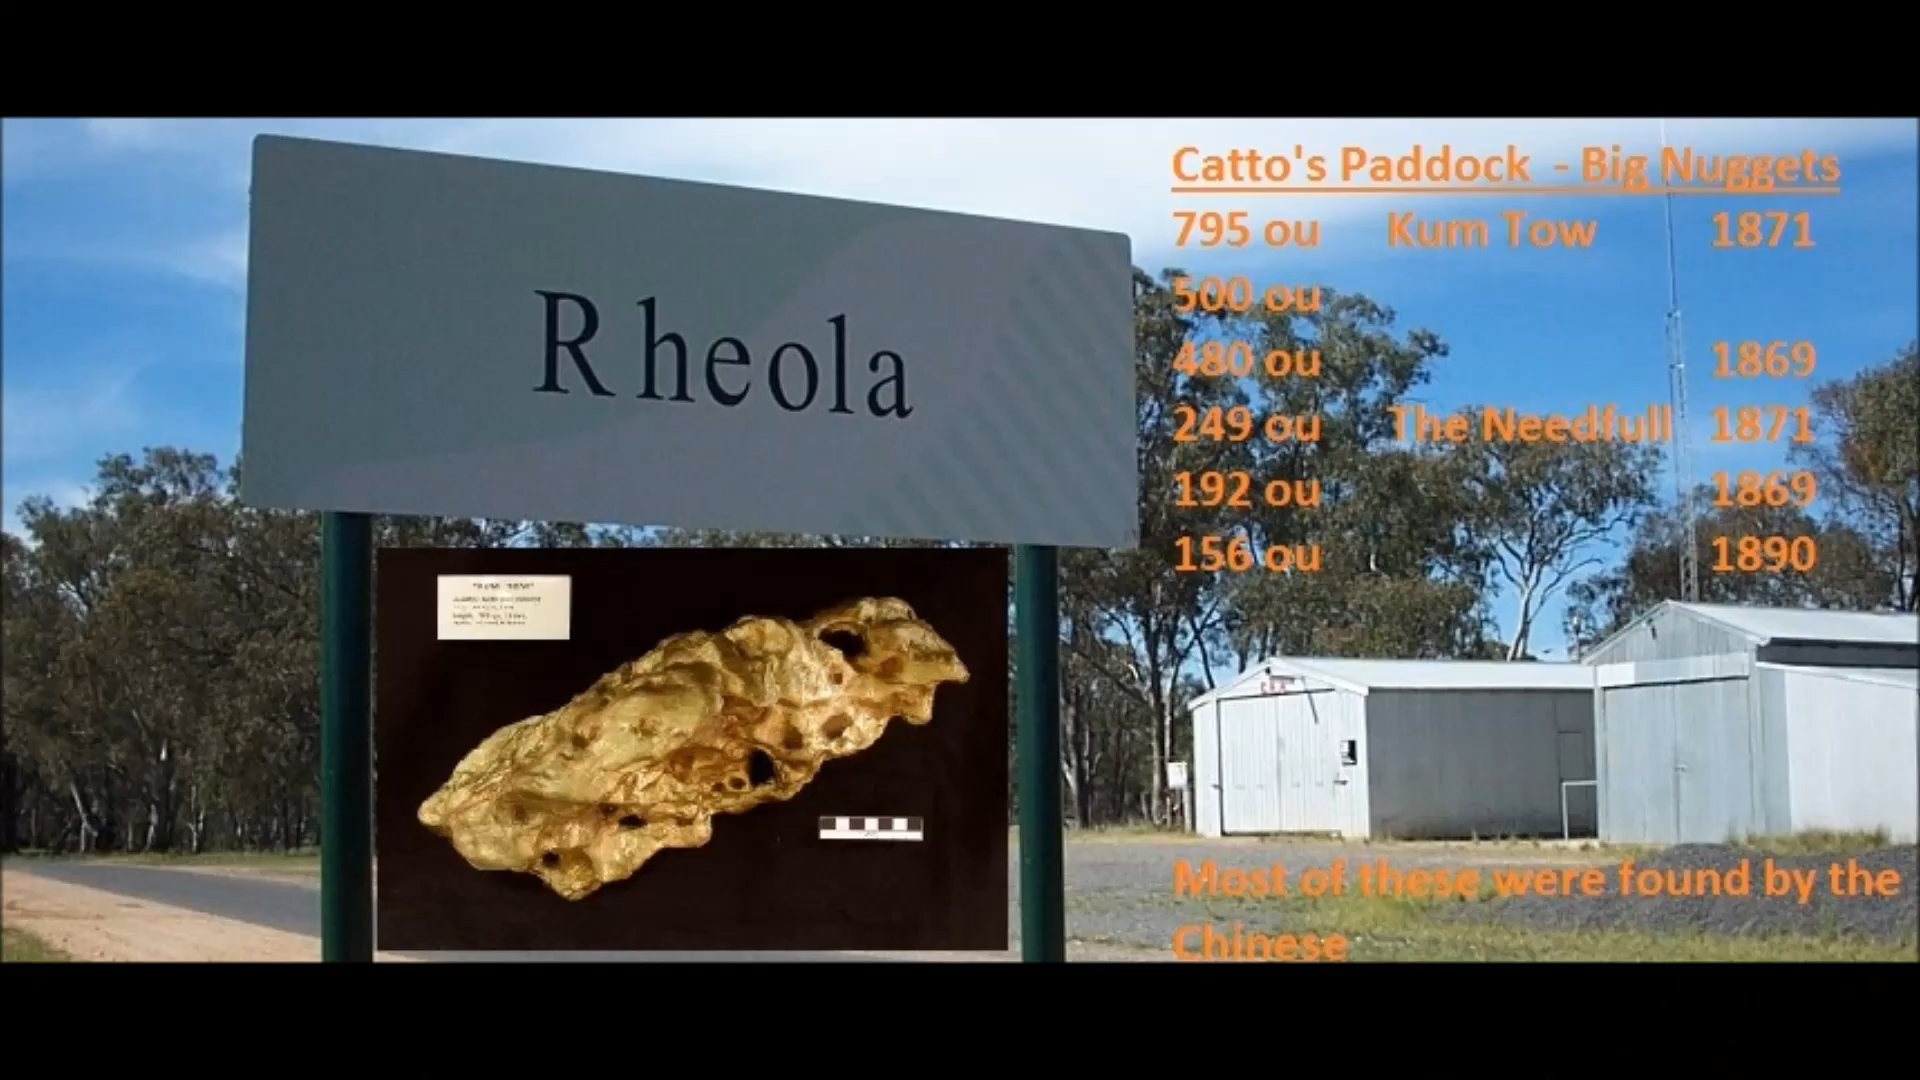 Rheola
Catto's Paddock - Big Nuggets
795 ou Kum Tow 1871
500 ou
480 ou 1869
249 ou The Needfull 1871
192 ou 1869
156 ou 1890
Most of these were found by the
Chinese